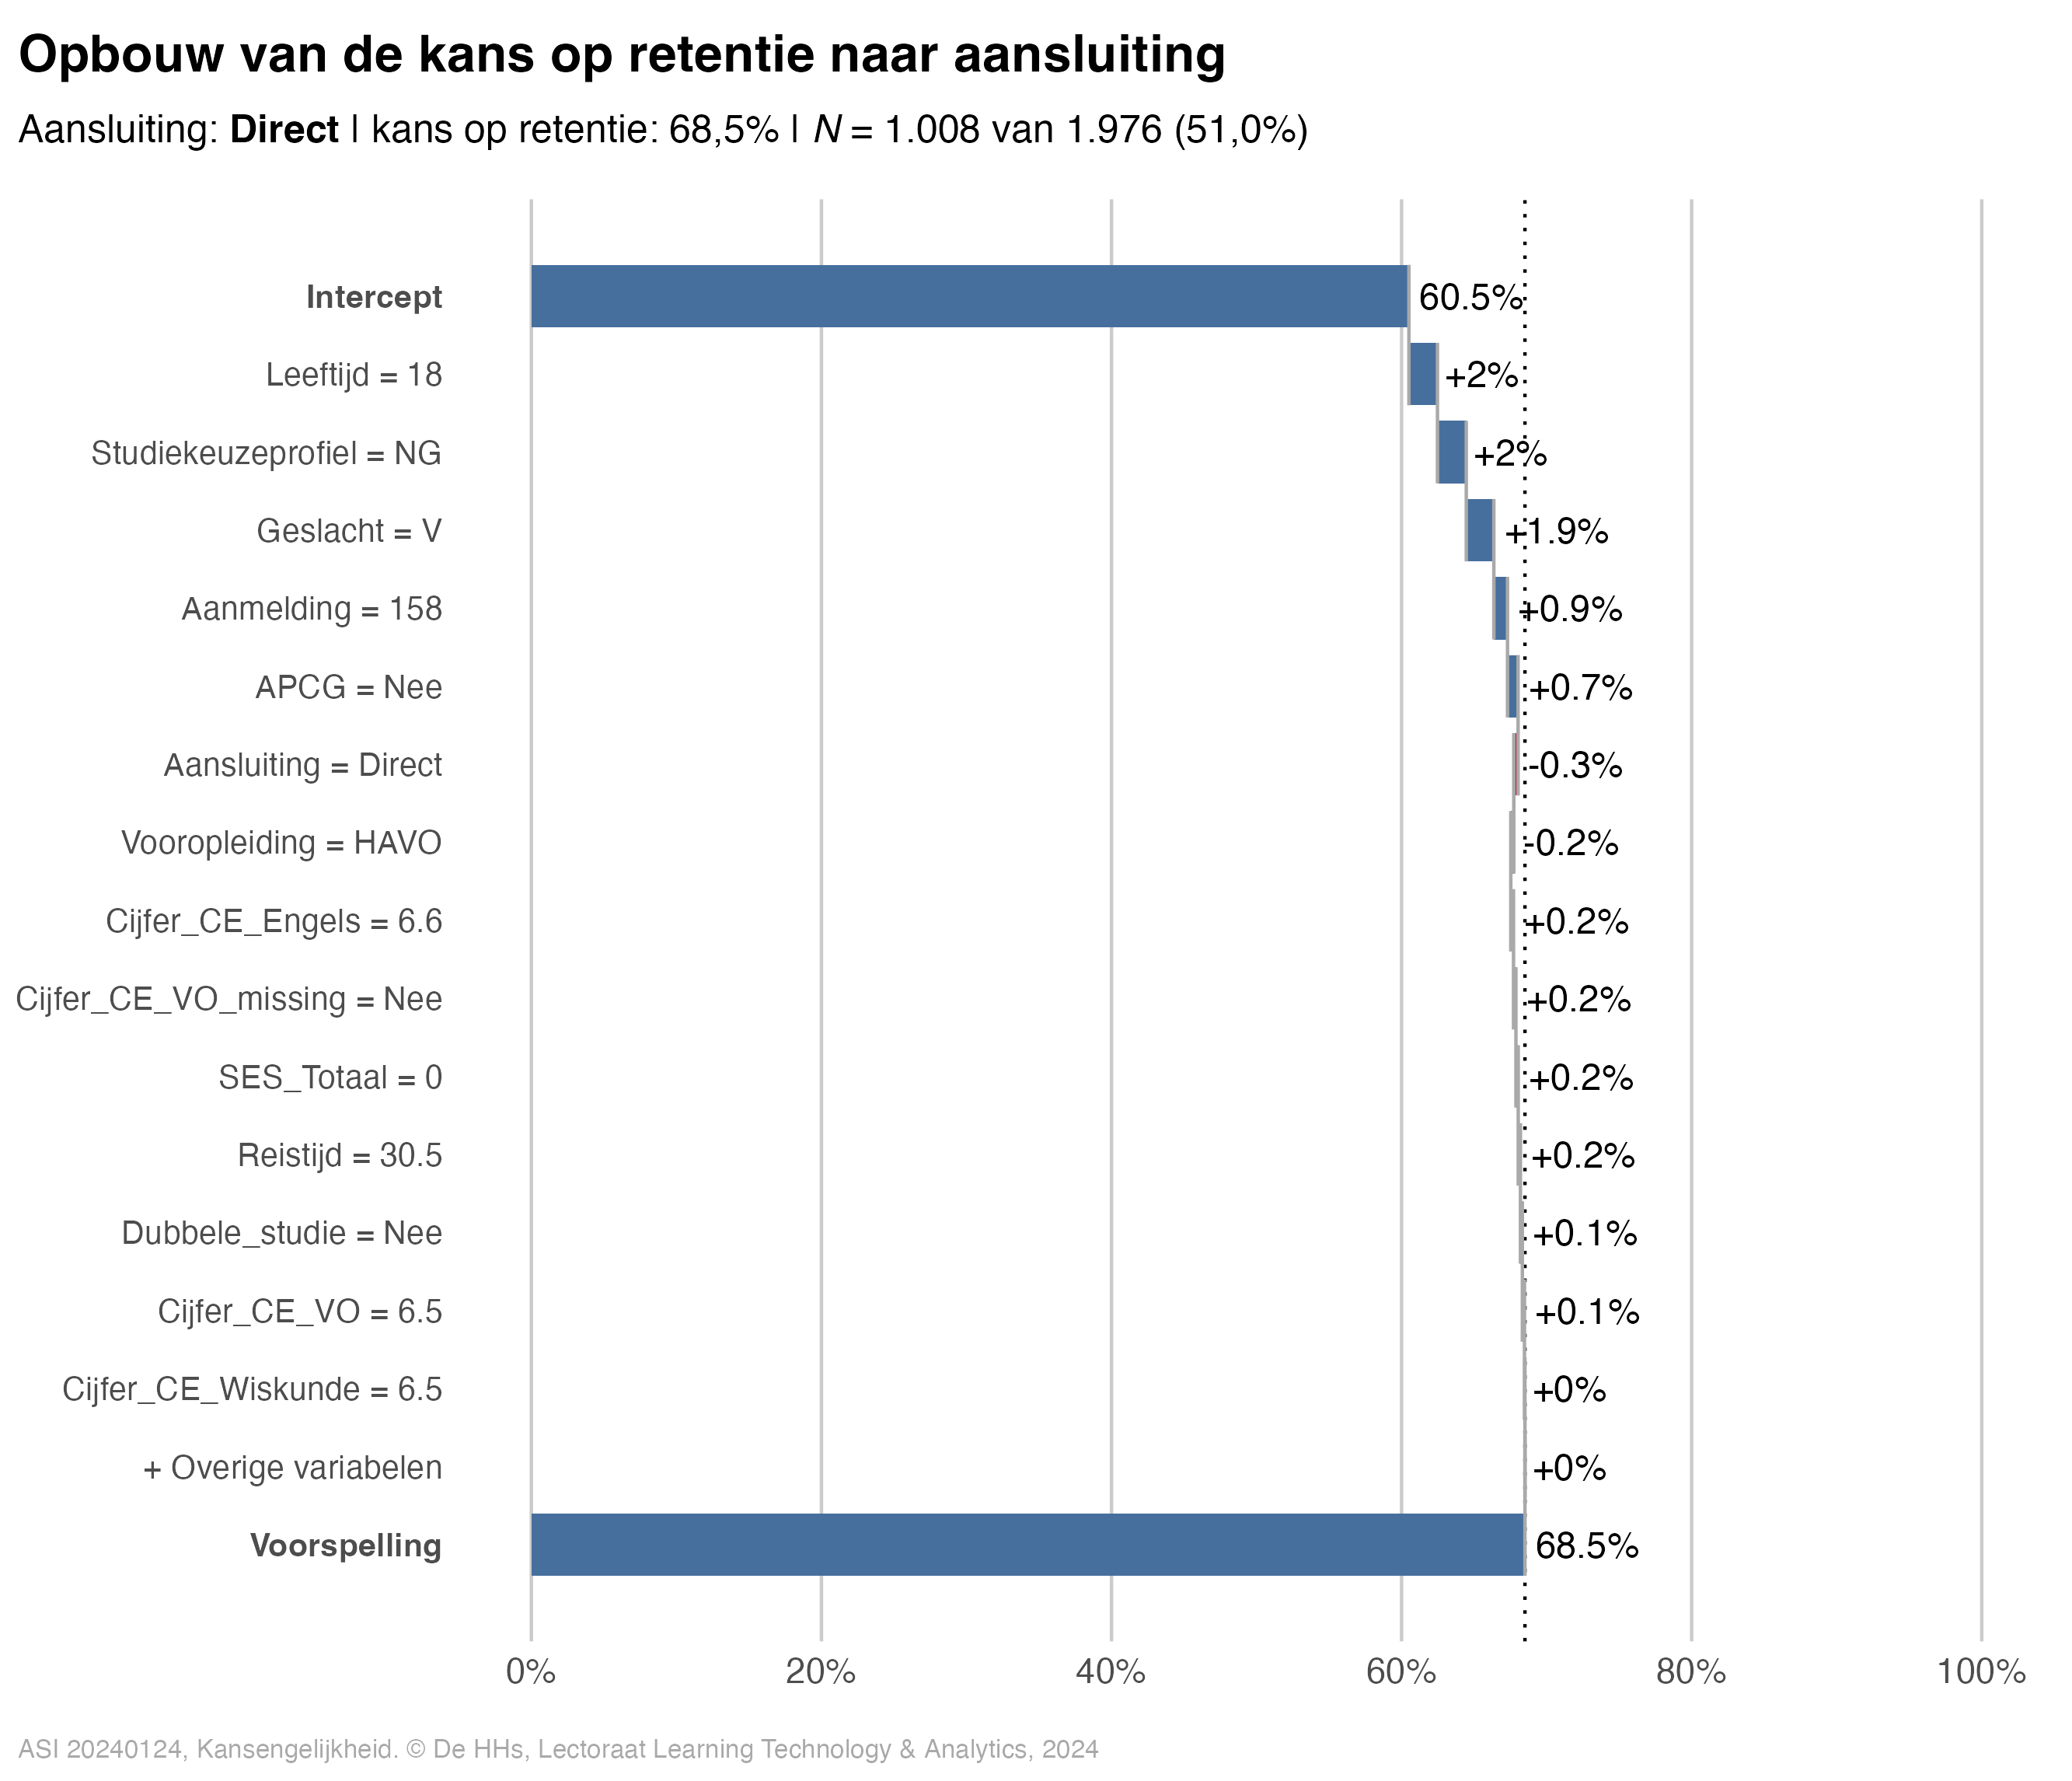 Opbouw van de kans op retentie naar aansluiting
Aansluiting: Direct | kans op retentie: 68,5% | N = 1.008 van 1.976 (51,0%)
Intercept 60.5%
Leeftijd = 18 +2%
Studiekeuzeprofiel = NG +2%
Geslacht = V +1.9%
Aanmelding = 158 +0.9%
APCG = Nee +0.7%
Aansluiting = Direct -0.3%
Vooropleiding = HAVO -0.2%
Cijfer_CE_Engels = 6.6 +0.2%
Cijfer_CE_VO_missing = Nee +0.2%
SES_Totaal = 0 +0.2%
Reistijd = 30.5 +0.2%
Dubbele_studie = Nee +0.1%
Cijfer_CE_VO = 6.5 +0.1%
Cijfer_CE_Wiskunde = 6.5 +0%
+ Overige variabelen +0%
Voorspelling 68.5%
0% 20% 40% 60% 80% 100%
ASI 20240124, Kansengelijkheid. © De HHs, Lectoraat Learning Technology & Analytics, 2024